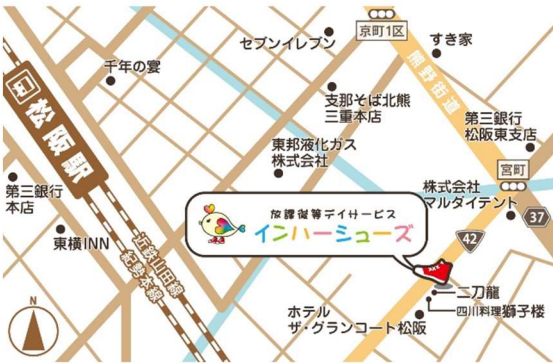 セブンイレブン
京町1区
すき家
千年の宴
熊野街道
支那そば北熊
三重本店
第三銀行
松阪東支店
松阪駅
東邦液化ガス
株式会社
宮町
第三銀行
本店
株式会社
マルダイテント
放課後等デイサービス
インハーシューズ
37
東横INN
42
近鉄山田線
紀勢本線
二刀龍
四川料理獅子楼
ホテル
ザ・グランコート松阪
N